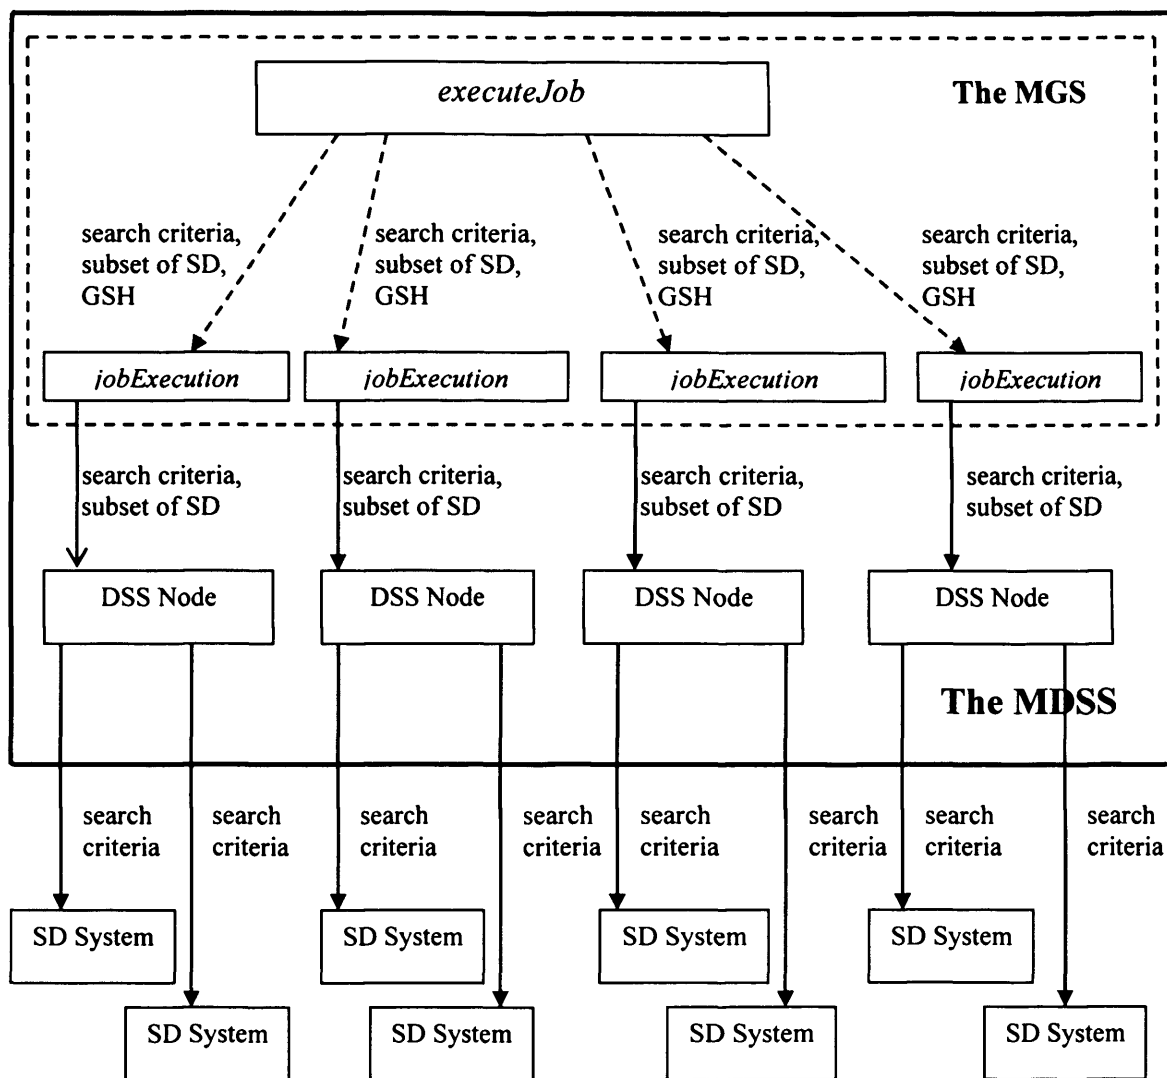 executeJob
The MGS
search criteria,
subset of SD,
GSH
search criteria,
subset of SD,
GSH
search criteria,
subset of SD,
GSH
search criteria,
subset of SD,
GSH
jobExecution
jobExecution
jobExecution
jobExecution
search criteria,
subset of SD
search criteria,
subset of SD
search criteria,
subset of SD
search criteria,
subset of SD
DSS Node
DSS Node
DSS Node
DSS Node
The MDSS
search
criteria
search
criteria
search
criteria
search
criteria
search
criteria
search
criteria
search
criteria
search
criteria
SD System
SD System
SD System
SD System
SD System
SD System
SD System
SD System